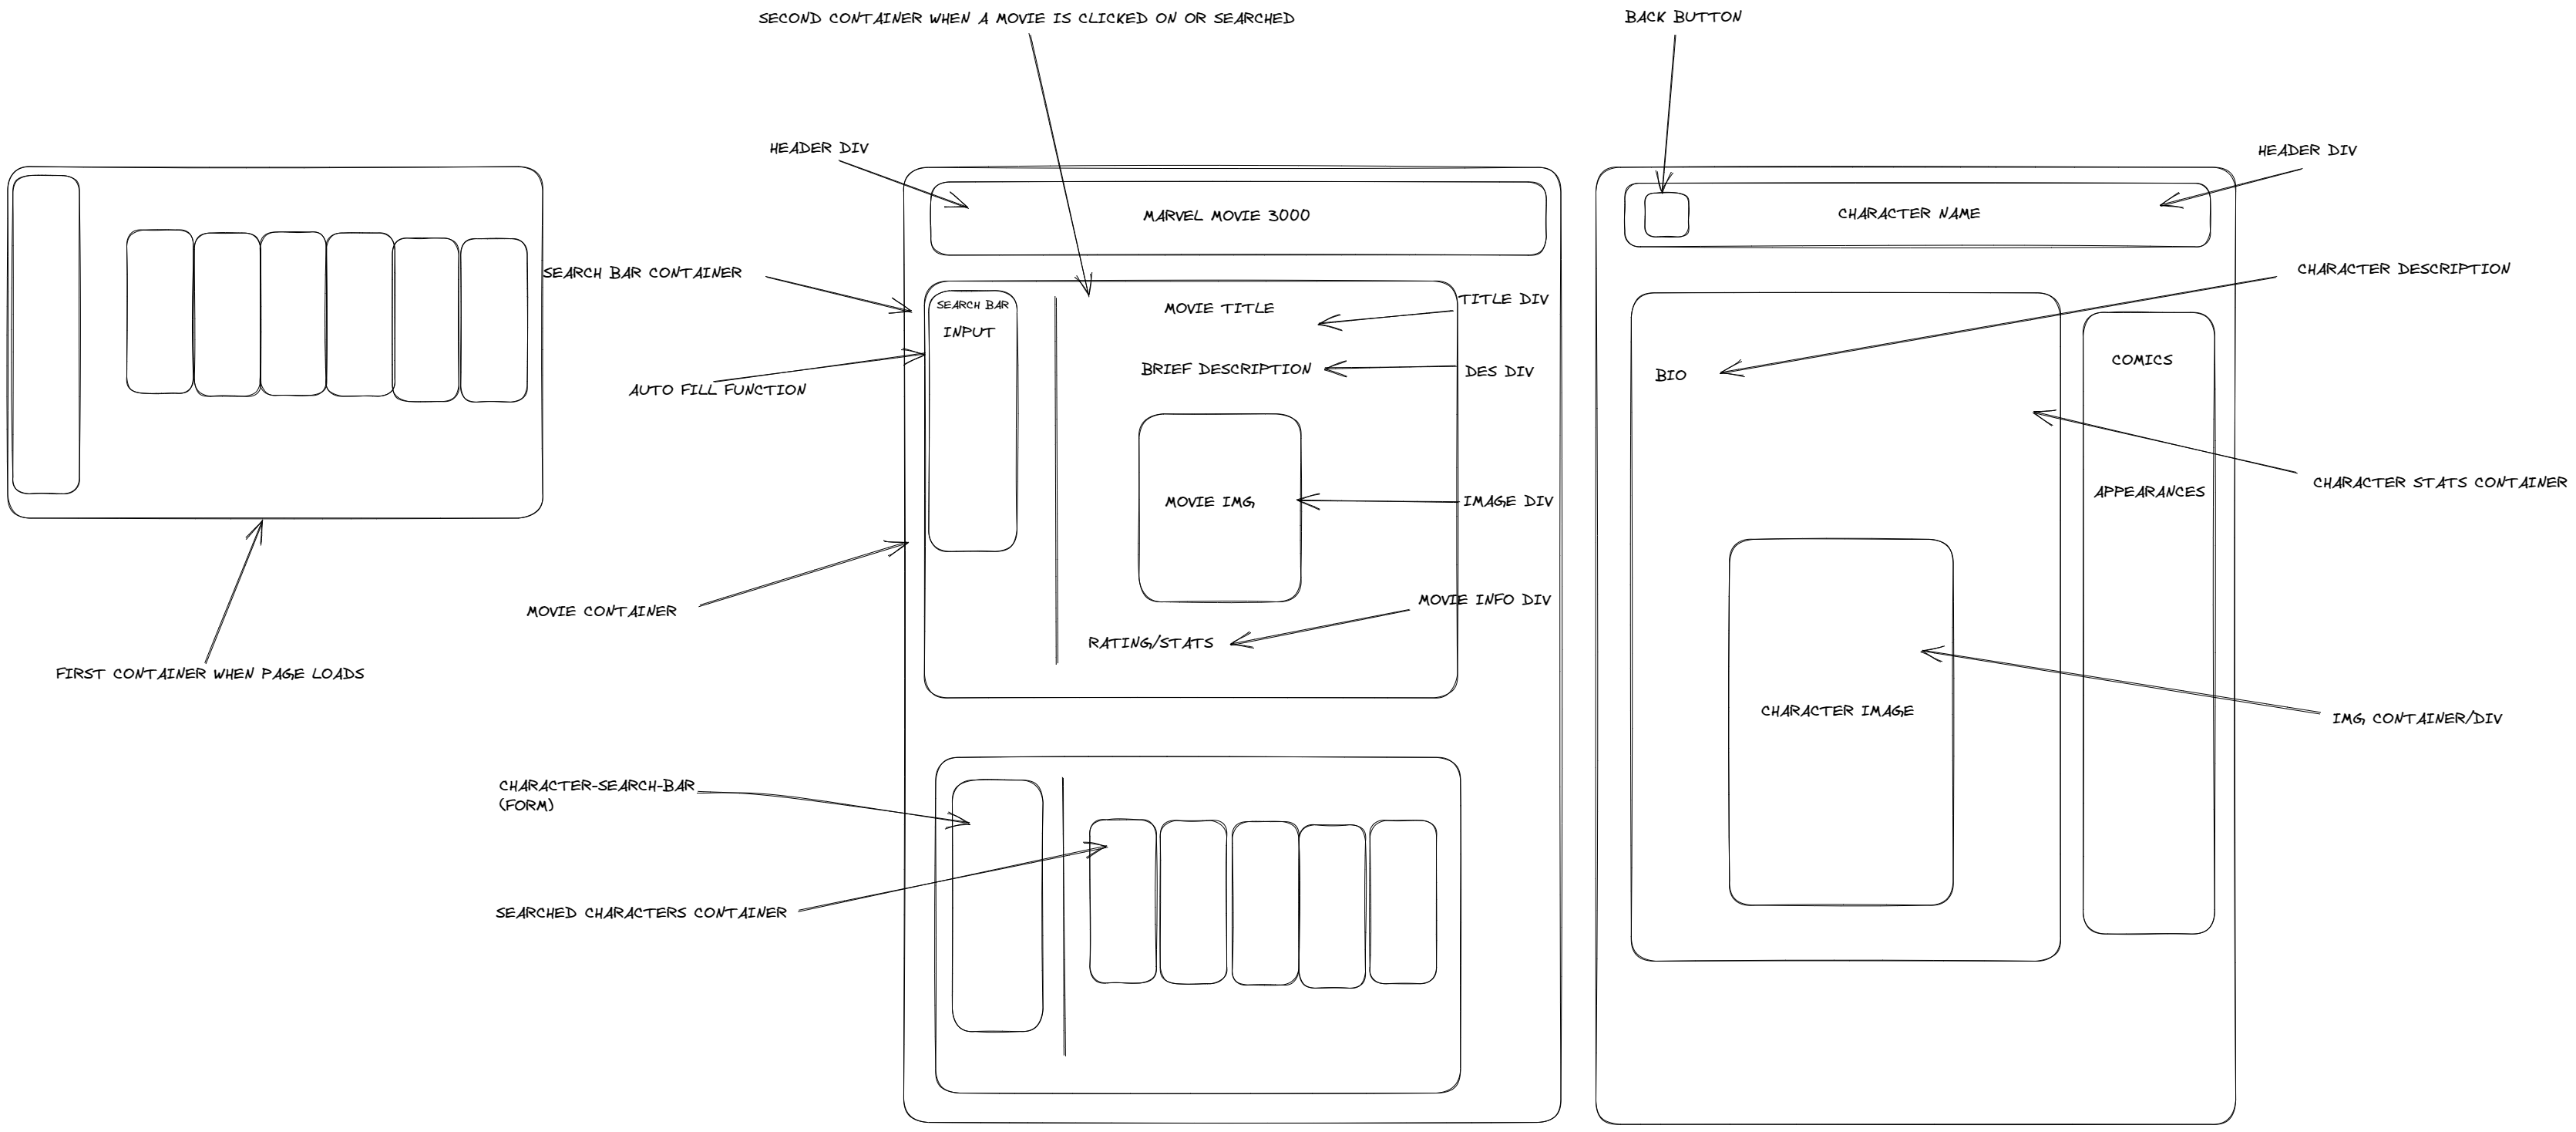 SECOND CONTAINER WHEN A MOVIE IS CLICKED ON OR SEARCHED
BACK BUTTON
HEADER DIV
HEADER DIV
MARVEL MOVIE 3000
CHARACTER NAME
SEARCH BAR CONTAINER
CHARACTER DESCRIPTION
SEARCH BAR
INPUT
MOVIE TITLE
TITLE DIV
AUTO FILL FUNCTION
BRIEF DESCRIPTION
DES DIV
BIO
COMICS
APPEARANCES
CHARACTER STATS CONTAINER
MOVIE IMG
IMAGE DIV
MOVIE CONTAINER
MOVIE INFO DIV
RATING/STATS
FIRST CONTAINER WHEN PAGE LOADS
CHARACTER IMAGE
IMG CONTAINER/DIV
CHARACTER-SEARCH-BAR
(FORM)
SEARCHED CHARACTERS CONTAINER